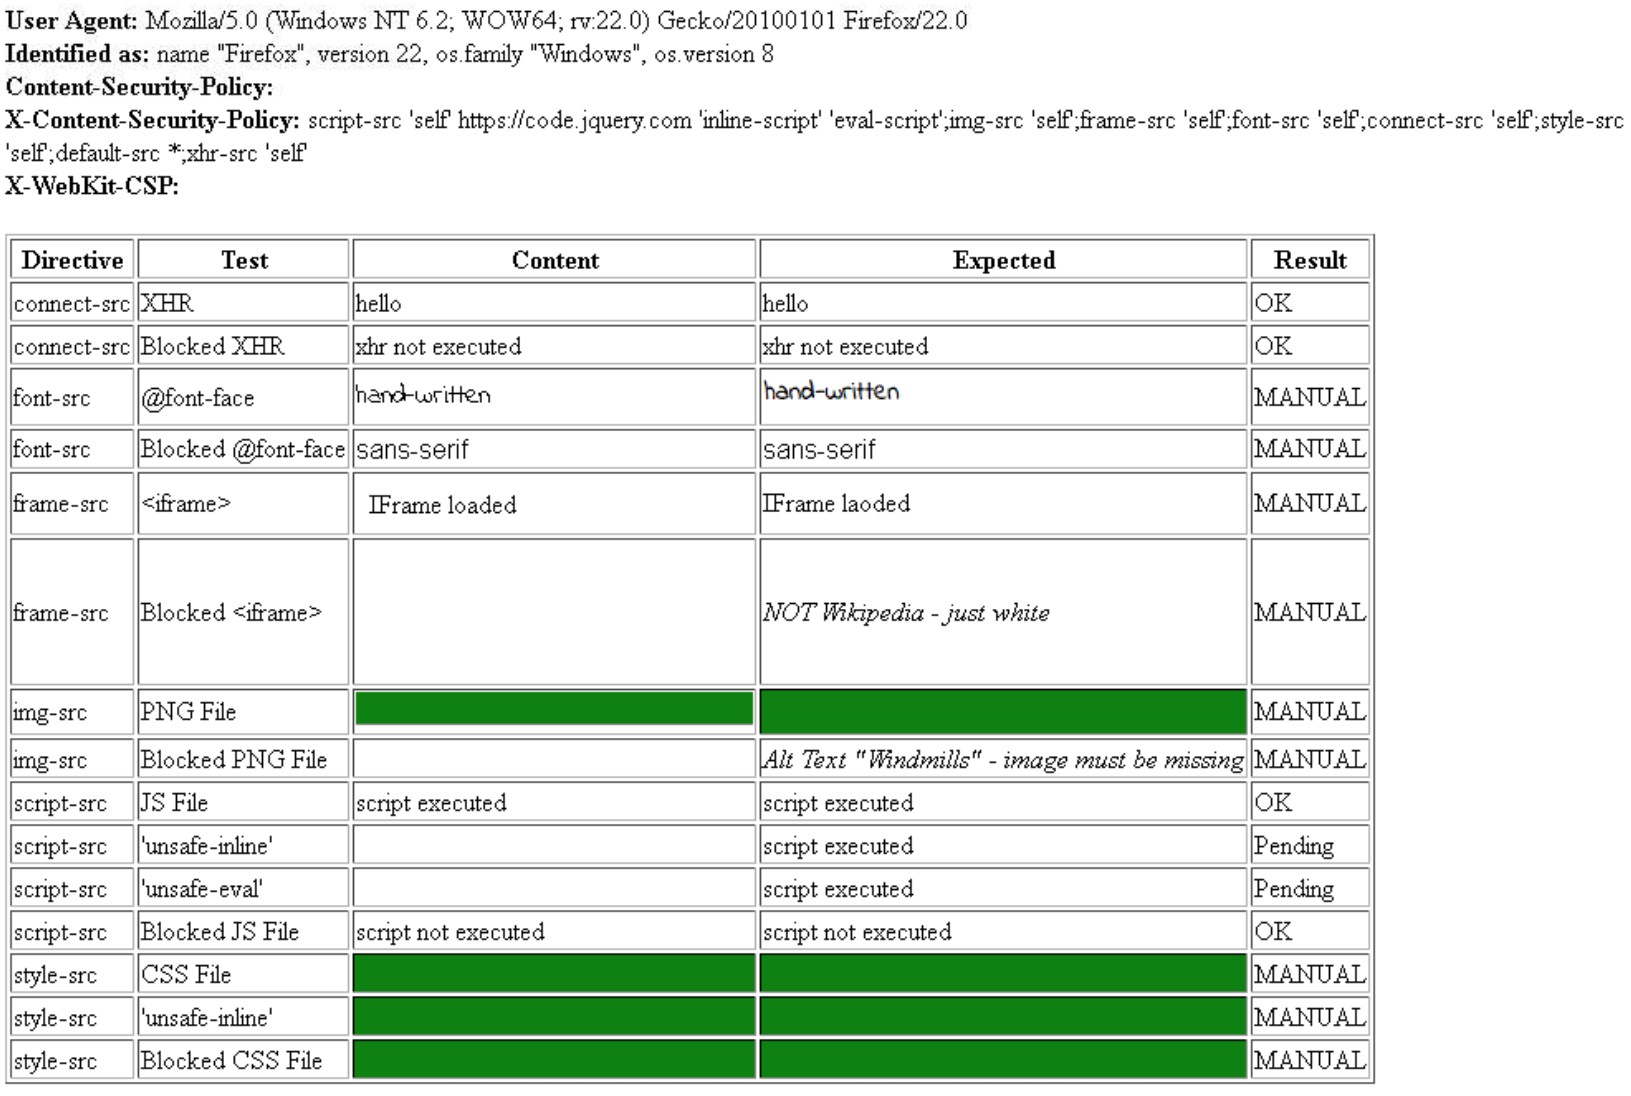 User Agent: Mozilla/5.0 (Windows NT 6.2; WOW64; rv:22.0) Gecko/20100101 Firefox/22.0
Identified as: name "Firefox", version 22, os.family "Windows", os.version 8
Content-Security-Policy:
X-Content-Security-Policy: script-src 'self' https://code.jquery.com 'inline-script' 'eval-script';img-src 'self';frame-src 'self';font-src 'self';connect-src 'self';style-src
'self';default-src *;xhr-src 'self'
X-WebKit-CSP:
Directive Test Content Expected Result
connect-src XHR hello hello OK
connect-src Blocked XHR xhr not executed xhr not executed OK
font-src @font-face hand-written hand-written MANUAL
font-src Blocked @font-face sans-serif sans-serif MANUAL
frame-src <iframe> IFrame loaded IFrame laoded MANUAL
frame-src Blocked <iframe> NOT Wikipedia - just white MANUAL
img-src PNG File MANUAL
img-src Blocked PNG File Alt Text "Windmills" - image must be missing MANUAL
script-src JS File script executed script executed OK
script-src 'unsafe-inline' script executed Pending
script-src 'unsafe-eval' script executed Pending
script-src Blocked JS File script not executed script not executed OK
style-src CSS File MANUAL
style-src 'unsafe-inline' MANUAL
style-src Blocked CSS File MANUAL